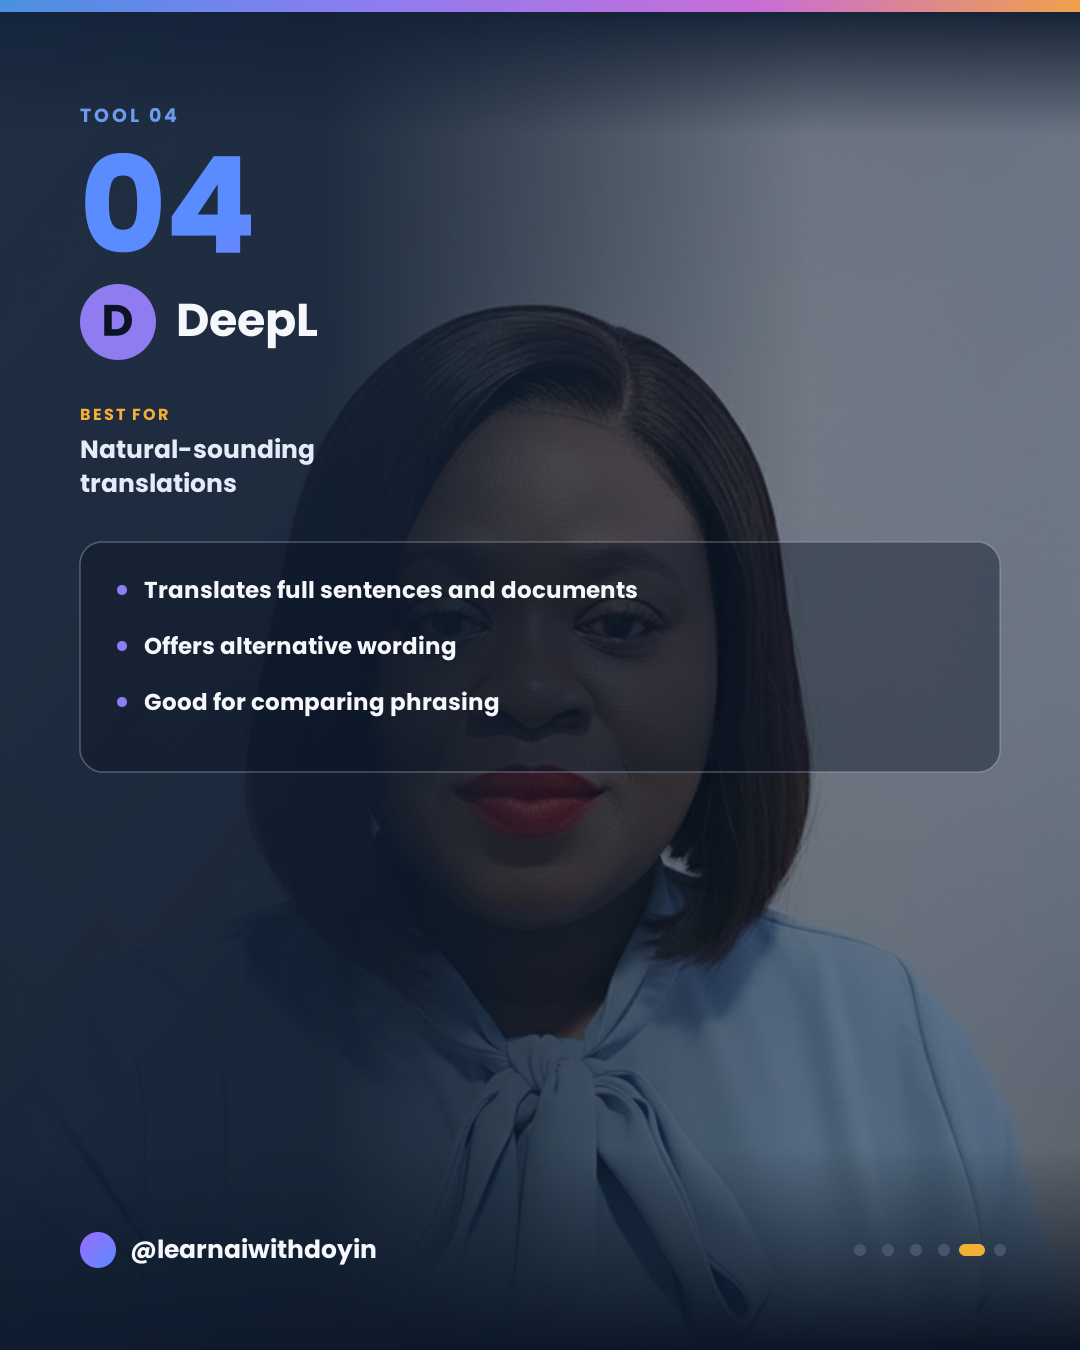 TOOL 04
04
D DeepL
BEST FOR
Natural-sounding
translations
Translates full sentences and documents
Offers alternative wording
Good for comparing phrasing
@learnaiwithdoyin